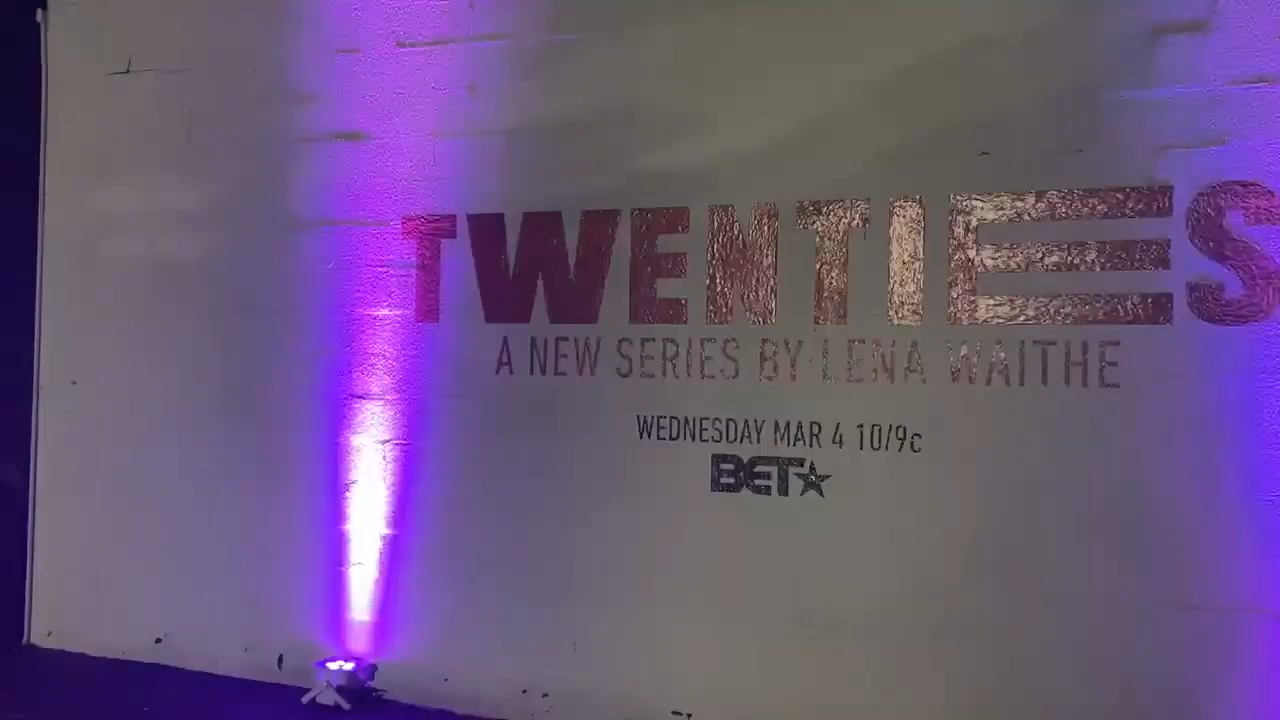 TWENTIES
A NEW SERIES BY LENA WAITHE
WEDNESDAY MAR 4 10/9c
BET